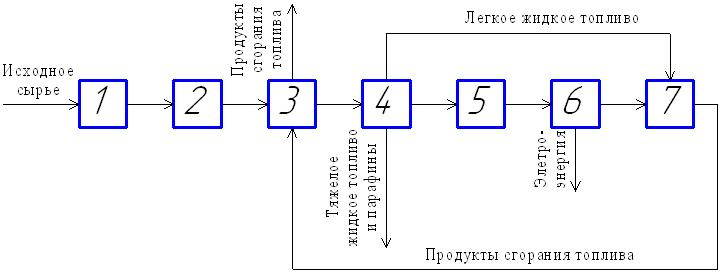 Легкое жидкое топливо
Продукты
сгорания
топлива
Исходное
сырье
1
2
3
4
5
6
7
Тяжелое
жидкое топливо
и парафины
Элетро-
энергия
Продукты сгорания топлива